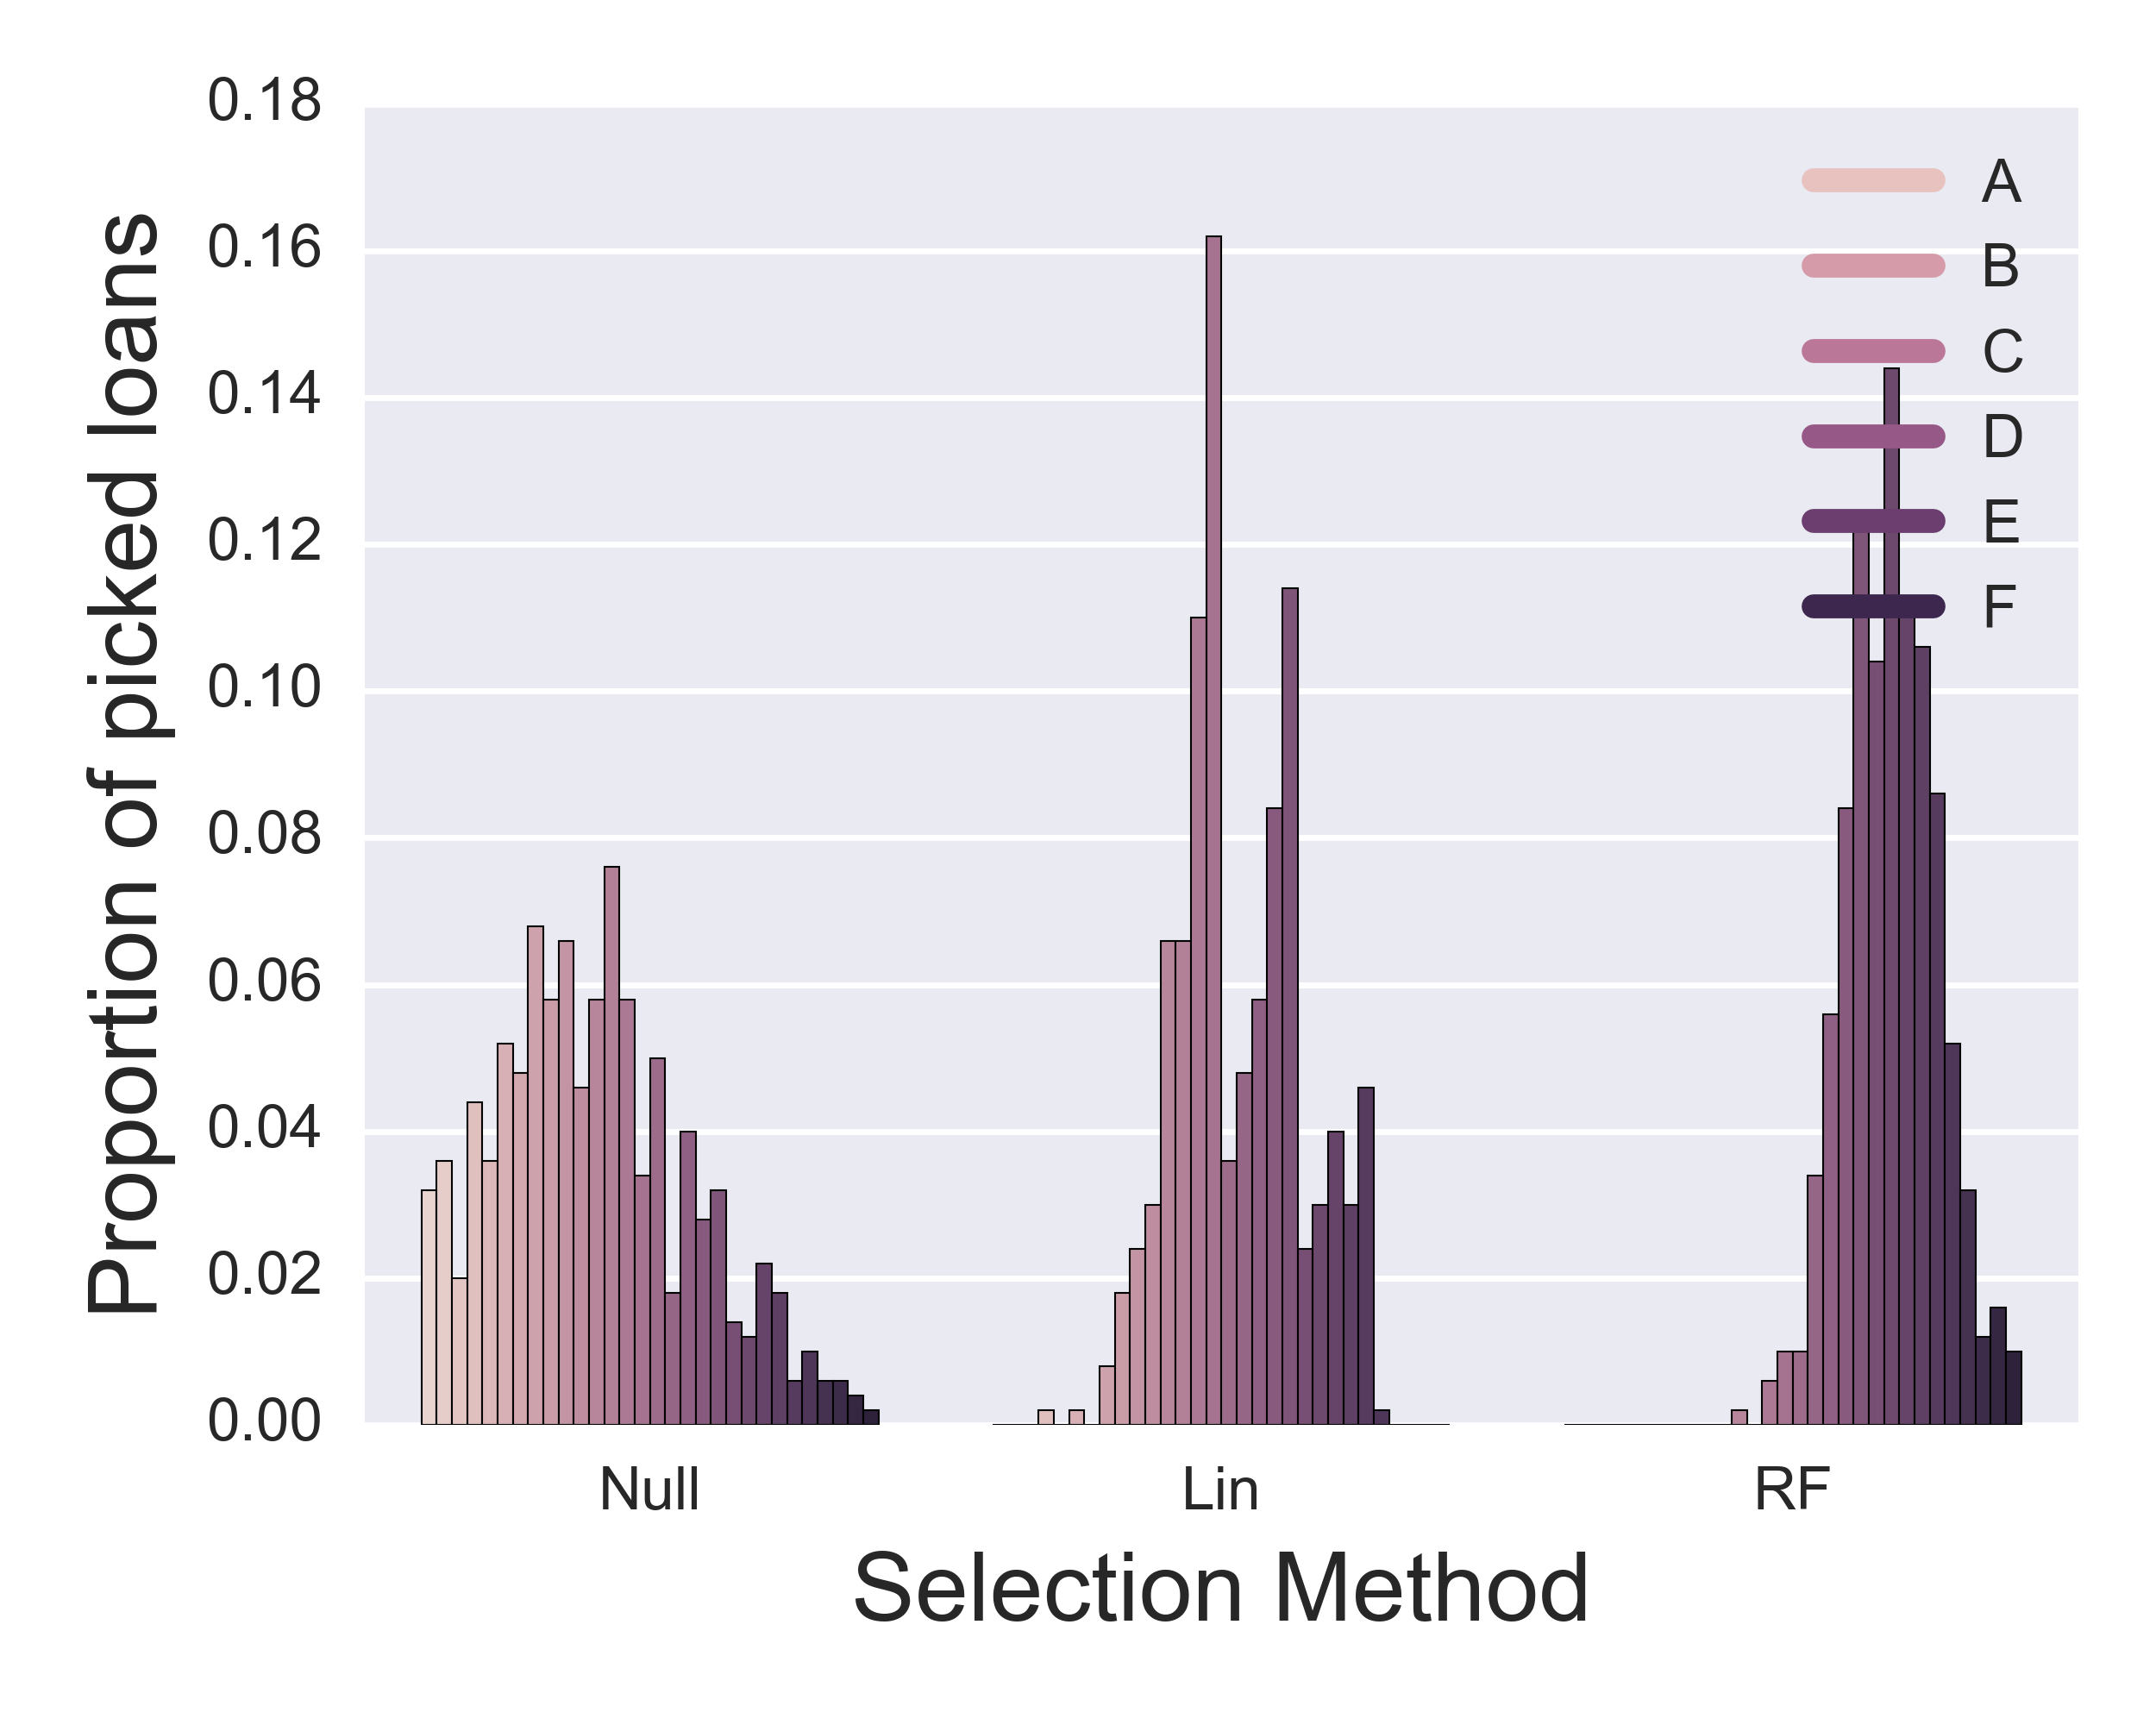 0.18
0.16
0.14
0.12
0.10
0.08
0.06
0.04
0.02
0.00
Proportion of picked loans
A
B
C
D
E
F
Null
Lin
RF
Selection Method